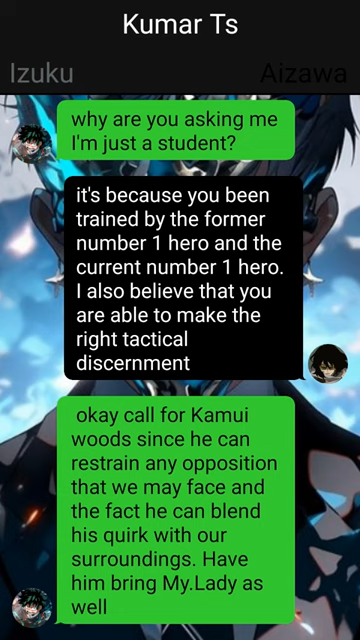 Kumar Ts
Izuku
Aizawa
why are you asking me
I'm just a student?
it's because you been
trained by the former
number 1 hero and the
current number 1 hero.
I also believe that you
are able to make the
right tactical
discernment
okay call for Kamui
woods since he can
restrain any opposition
that we may face and
the fact he can blend
his quirk with our
surroundings. Have
him bring My.Lady as
well